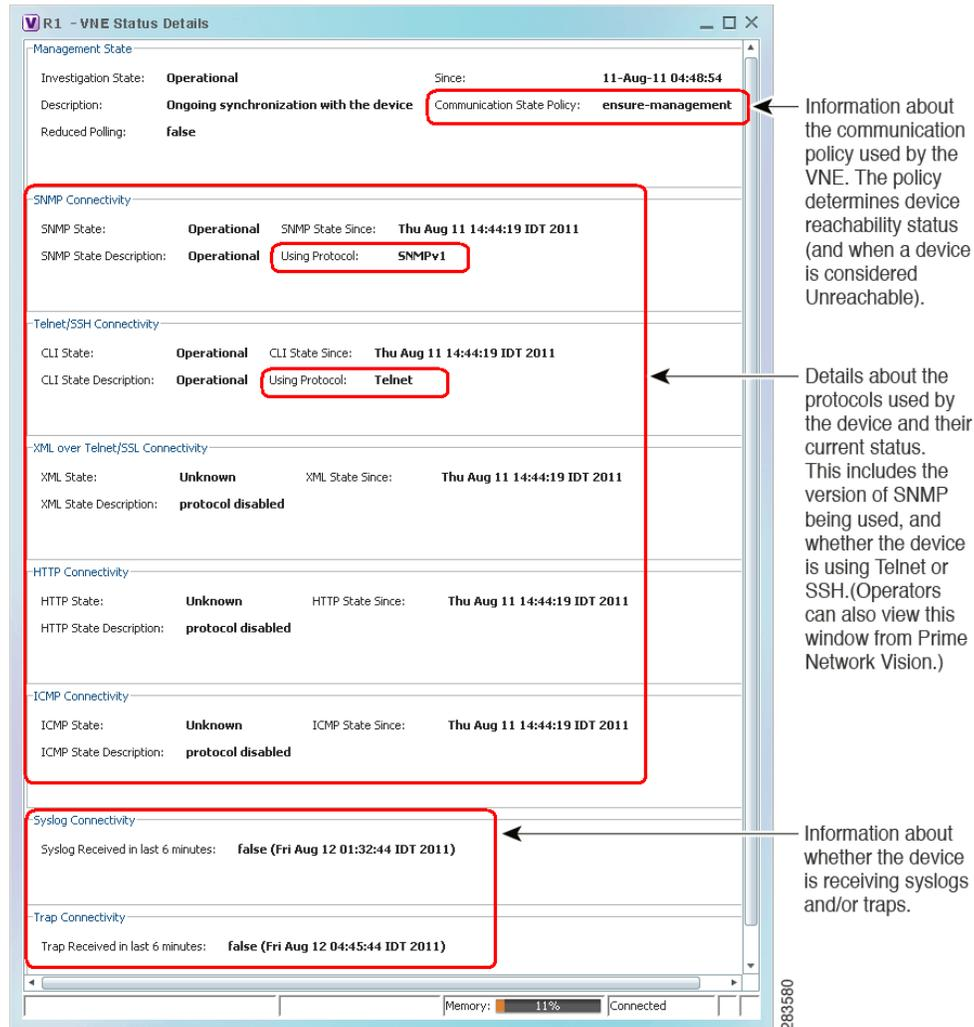 R1 - VNE Status Details
Management State
Investigation State: Operational Since: 11-Aug-11 04:48:54
Description: Ongoing synchronization with the device Communication State Policy: ensure-management
Reduced Polling: false
SNMP Connectivity
SNMP State: Operational SNMP State Since: Thu Aug 11 14:44:19 IDT 2011
SNMP State Description: Operational Using Protocol: SNMPv1
Telnet/SSH Connectivity
CLI State: Operational CLI State Since: Thu Aug 11 14:44:19 IDT 2011
CLI State Description: Operational Using Protocol: Telnet
XML over Telnet/SSL Connectivity
XML State: Unknown XML State Since: Thu Aug 11 14:44:19 IDT 2011
XML State Description: protocol disabled
HTTP Connectivity
HTTP State: Unknown HTTP State Since: Thu Aug 11 14:44:19 IDT 2011
HTTP State Description: protocol disabled
ICMP Connectivity
ICMP State: Unknown ICMP State Since: Thu Aug 11 14:44:19 IDT 2011
ICMP State Description: protocol disabled
Syslog Connectivity
Syslog Received in last 6 minutes: false (Fri Aug 12 01:32:44 IDT 2011)
Trap Connectivity
Trap Received in last 6 minutes: false (Fri Aug 12 04:45:44 IDT 2011)
Memory: 11% Connected
Information about
the communication
policy used by the
VNE. The policy
determines device
reachability status
(and when a device
is considered
Unreachable).
Details about the
protocols used by
the device and their
current status.
This includes the
version of SNMP
being used, and
whether the device
is using Telnet or
SSH.(Operators
can also view this
window from Prime
Network Vision.)
Information about
whether the device
is receiving syslogs
and/or traps.
283580